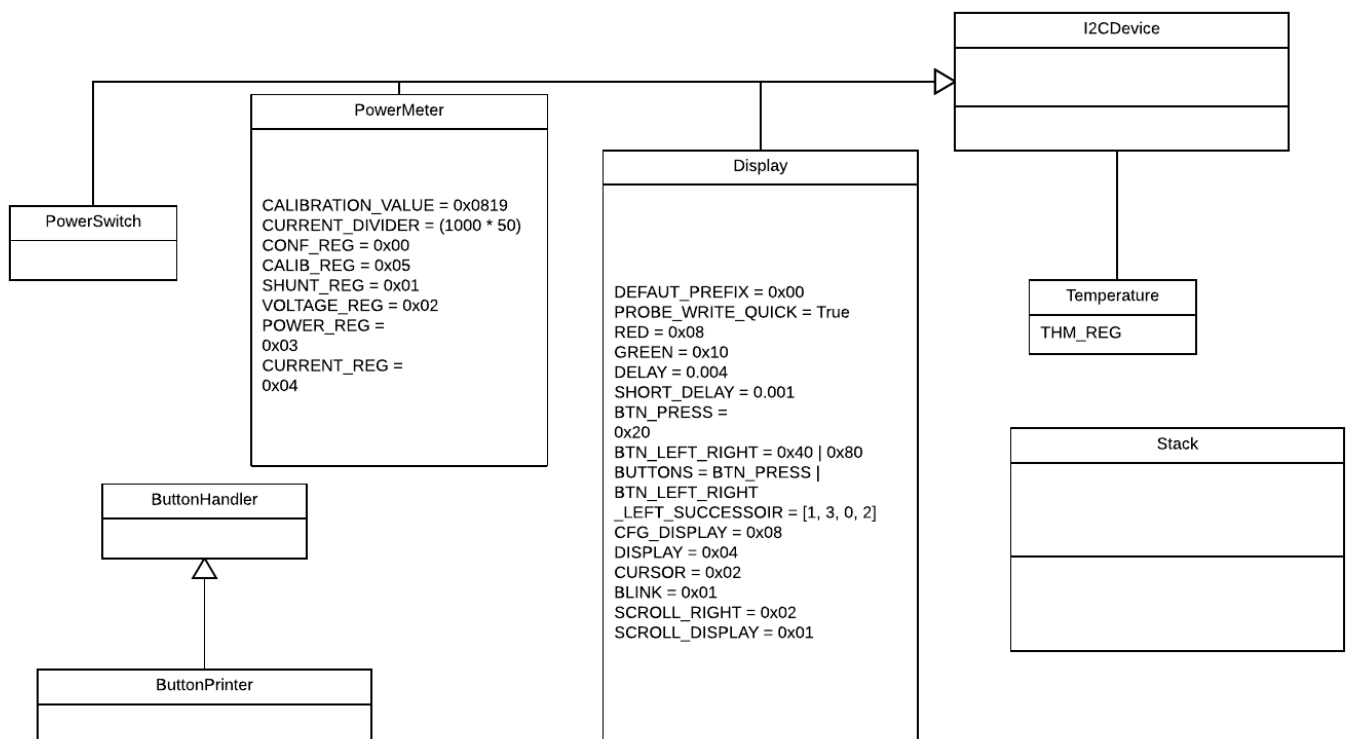 I2CDevice
PowerMeter
CALIBRATION_VALUE = 0x0819
CURRENT_DIVIDER = (1000 * 50)
CONF_REG = 0x00
CALIB_REG = 0x05
SHUNT_REG = 0x01
VOLTAGE_REG = 0x02
POWER_REG =
0x03
CURRENT_REG =
0x04
Display
DEFAUT_PREFIX = 0x00
PROBE_WRITE_QUICK = True
RED = 0x08
GREEN = 0x10
DELAY = 0.004
SHORT_DELAY = 0.001
BTN_PRESS =
0x20
BTN_LEFT_RIGHT = 0x40 | 0x80
BUTTONS = BTN_PRESS |
BTN_LEFT_RIGHT
_LEFT_SUCCESSOIR = [1, 3, 0, 2]
CFG_DISPLAY = 0x08
DISPLAY = 0x04
CURSOR = 0x02
BLINK = 0x01
SCROLL_RIGHT = 0x02
SCROLL_DISPLAY = 0x01
PowerSwitch
Temperature
THM_REG
Stack
ButtonHandler
ButtonPrinter